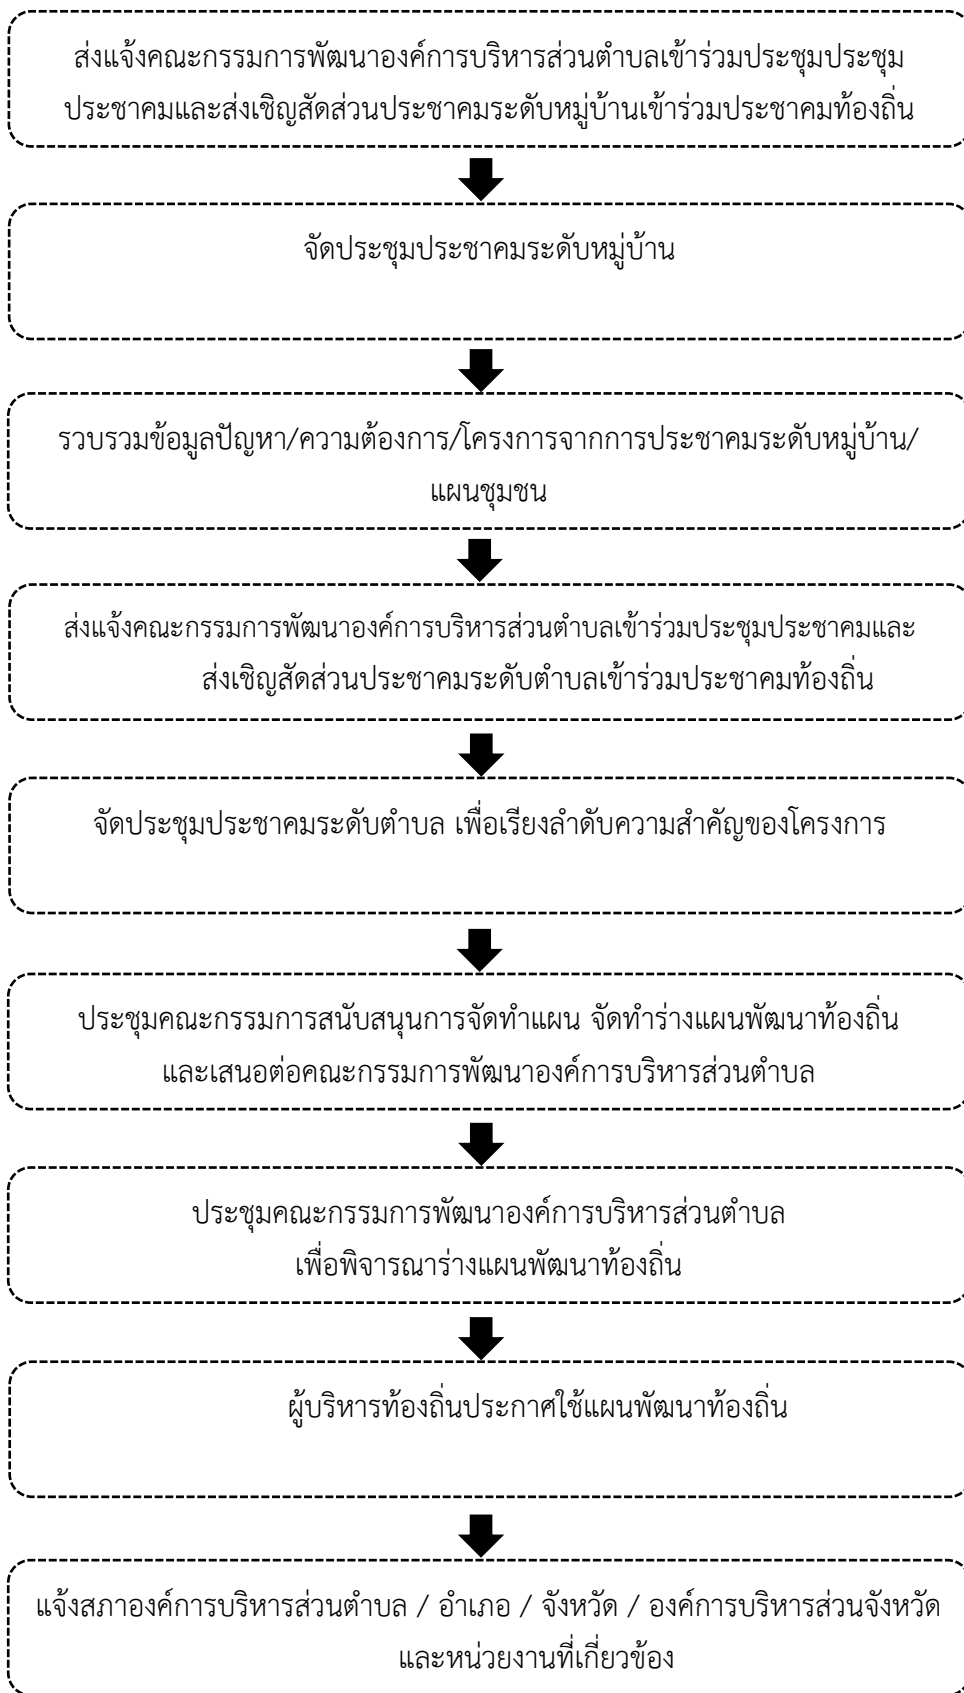 ส่งแจ้งคณะกรรมการพัฒนาองค์การบริหารส่วนตำบลเข้าร่วมประชุมประชุม
ประชาคมและส่งเชิญสัดส่วนประชาคมระดับหมู่บ้านเข้าร่วมประชาคมท้องถิ่น
จัดประชุมประชาคมระดับหมู่บ้าน
รวบรวมข้อมูลปัญหา/ความต้องการ/โครงการจากการประชาคมระดับหมู่บ้าน/
แผนชุมชน
ส่งแจ้งคณะกรรมการพัฒนาองค์การบริหารส่วนตำบลเข้าร่วมประชุมประชาคมและ
ส่งเชิญสัดส่วนประชาคมระดับตำบลเข้าร่วมประชาคมท้องถิ่น
จัดประชุมประชาคมระดับตำบล เพื่อเรียงลำดับความสำคัญของโครงการ
ประชุมคณะกรรมการสนับสนุนการจัดทำแผน จัดทำร่างแผนพัฒนาท้องถิ่น
และเสนอต่อคณะกรรมการพัฒนาองค์การบริหารส่วนตำบล
ประชุมคณะกรรมการพัฒนาองค์การบริหารส่วนตำบล
เพื่อพิจารณาร่างแผนพัฒนาท้องถิ่น
ผู้บริหารท้องถิ่นประกาศใช้แผนพัฒนาท้องถิ่น
แจ้งสภาองค์การบริหารส่วนตำบล / อำเภอ / จังหวัด / องค์การบริหารส่วนจังหวัด
และหน่วยงานที่เกี่ยวข้อง